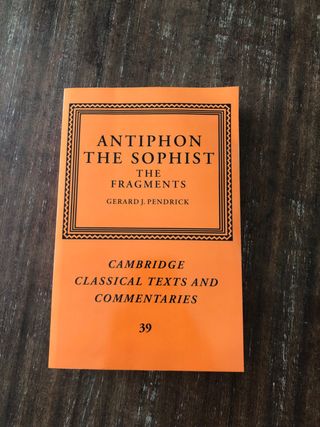 ANTIPHON
THE SOPHIST
THE
FRAGMENTS
GERARD J. PENDRICK
CAMBRIDGE
CLASSICAL TEXTS AND
COMMENTARIES
39